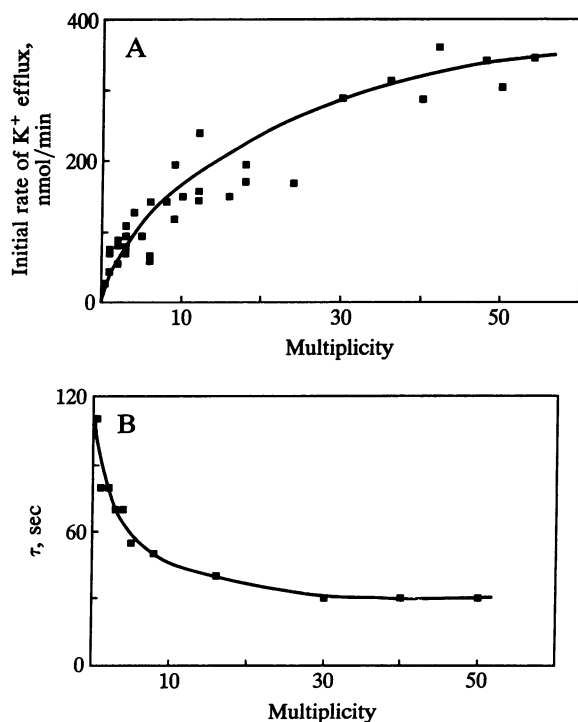 A
Initial rate of K+ efflux,
nmol/min
400
200
0
10
30
50
Multiplicity
B
τ, sec
120
60
0
10
30
50
Multiplicity